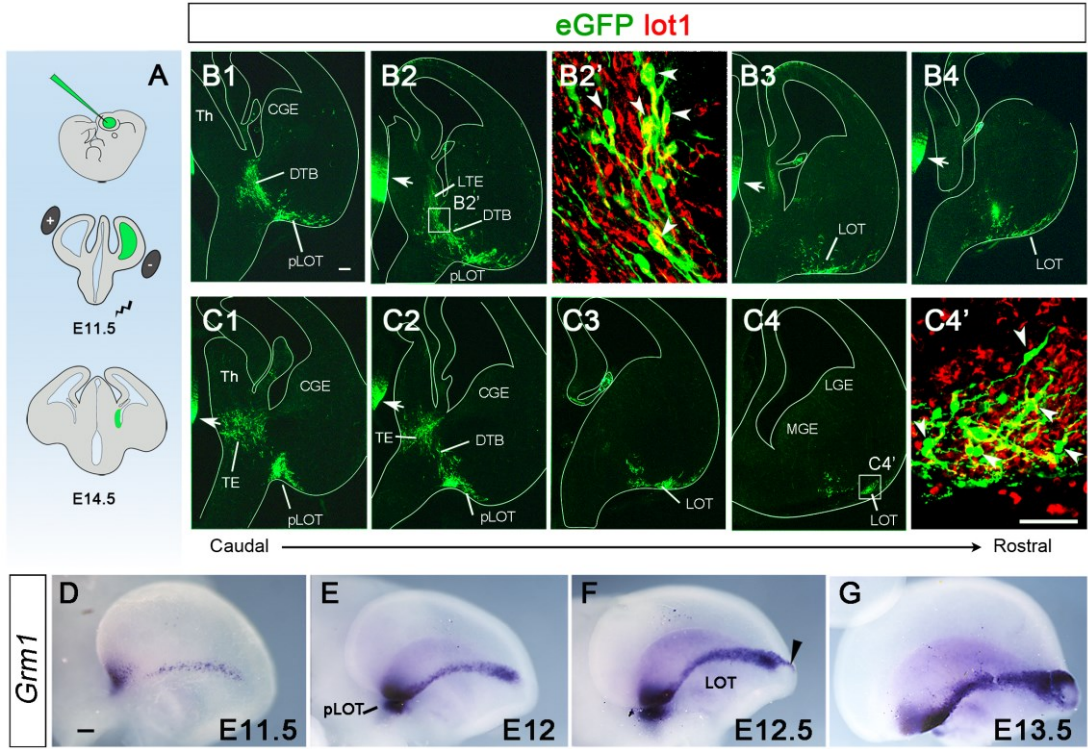 eGFP lot1
A
E11.5
E14.5
B1
Th
CGE
DTB
pLOT
B2
LTE
B2’
DTB
pLOT
B2’
B3
LOT
B4
LOT
C1
Th
CGE
TE
pLOT
C2
CGE
TE
DTB
pLOT
C3
LOT
C4
LGE
MGE
C4’
LOT
C4’
Caudal
Rostral
Grm1
D
E11.5
E
pLOT
E12
F
LOT
E12.5
G
E13.5